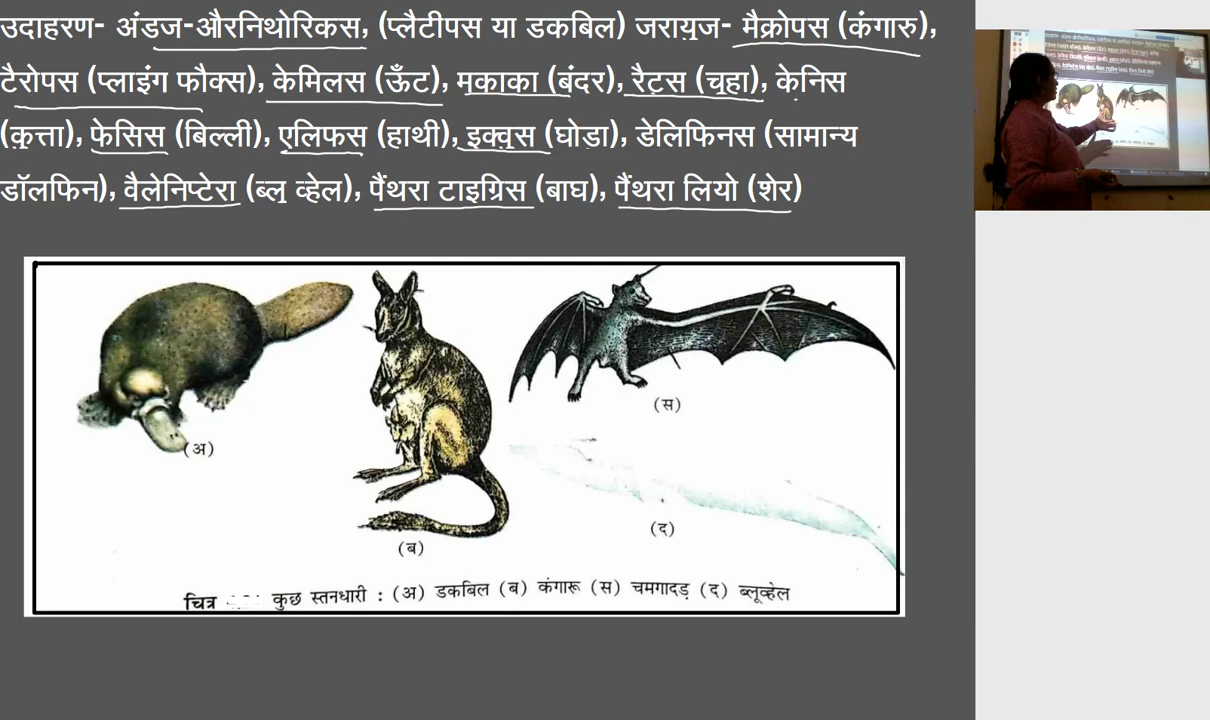 उदाहरण- अंडज-औरनिथोरिकस, (प्लैटीपस या डकबिल) जरायुज- मैक्रोपस (कंगारु),
टैरोपस (प्लाइंग फौक्स), केमिलस (ऊँट), मकाका (बंदर), रैट्स (चूहा), केनिस
(कुत्ता), फेसिस (बिल्ली), एलिफस (हाथी), इक्वुस (घोडा), डेलिफिनस (सामान्य
डॉलफिन), वैलेनिप्टेरा (ब्लू व्हेल), पैंथरा टाइग्रिस (बाघ), पैंथरा लियो (शेर)
(अ)
(ब)
(स)
(द)
चित्र कुछ स्तनधारी : (अ) डकबिल (ब) कंगारू (स) चमगादड़ (द) ब्लूव्हेल